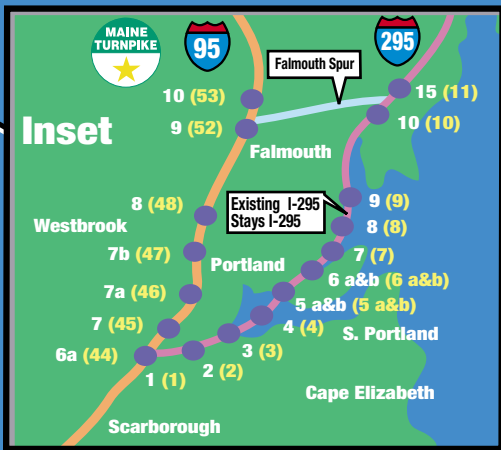 MAINE
TURNPIKE
95
295
Falmouth Spur
10 (53)
15 (11)
Inset
9 (52)
10 (10)
Falmouth
8 (48)
Existing I-295
Stays I-295
9 (9)
Westbrook
8 (8)
7b (47)
Portland
7 (7)
6 a&b (6 a&b)
7a (46)
5 a&b (5 a&b)
7 (45)
4 (4)
S. Portland
6a (44)
3 (3)
2 (2)
1 (1)
Cape Elizabeth
Scarborough